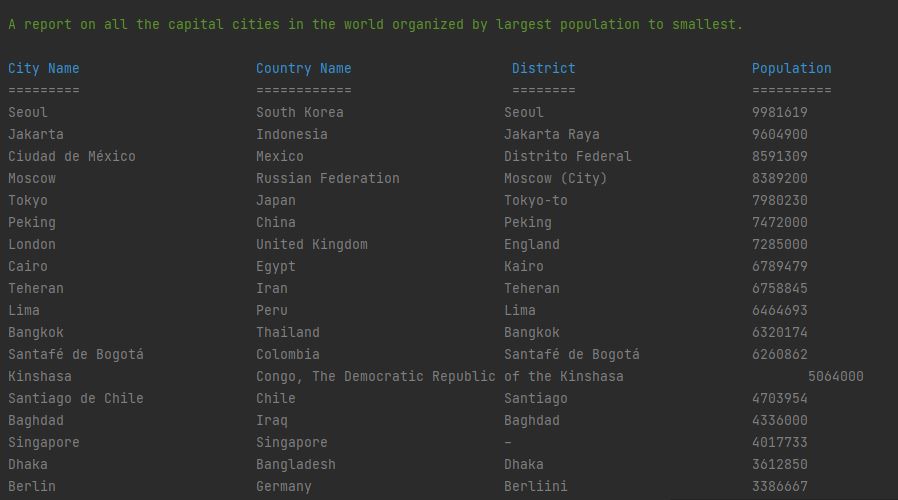 A report on all the capital cities in the world organized by largest population to smallest.
City Name Country Name District Population
========= ============ ======== ==========
Seoul South Korea Seoul 9981619
Jakarta Indonesia Jakarta Raya 9604900
Ciudad de México Mexico Distrito Federal 8591309
Moscow Russian Federation Moscow (City) 8389200
Tokyo Japan Tokyo-to 7980230
Peking China Peking 7472000
London United Kingdom England 7285000
Cairo Egypt Kairo 6789479
Teheran Iran Teheran 6758845
Lima Peru Lima 6464693
Bangkok Thailand Bangkok 6320174
Santafé de Bogotá Colombia Santafé de Bogotá 6260862
Kinshasa Congo, The Democratic Republic of the Kinshasa 5064000
Santiago de Chile Chile Santiago 4703954
Baghdad Iraq Baghdad 4336000
Singapore Singapore – 4017733
Dhaka Bangladesh Dhaka 3612850
Berlin Germany Berliini 3386667